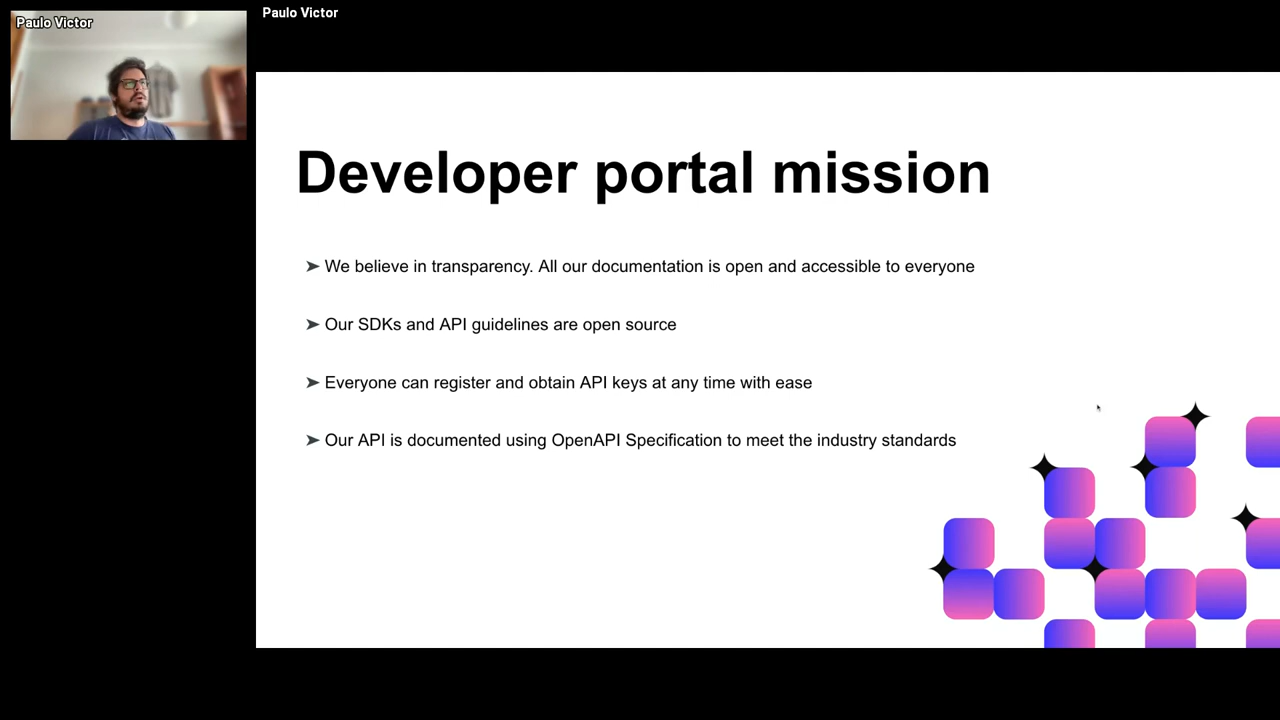 Paulo Victor
Paulo Victor
Developer portal mission
➤ We believe in transparency. All our documentation is open and accessible to everyone
➤ Our SDKs and API guidelines are open source
➤ Everyone can register and obtain API keys at any time with ease
➤ Our API is documented using OpenAPI Specification to meet the industry standards